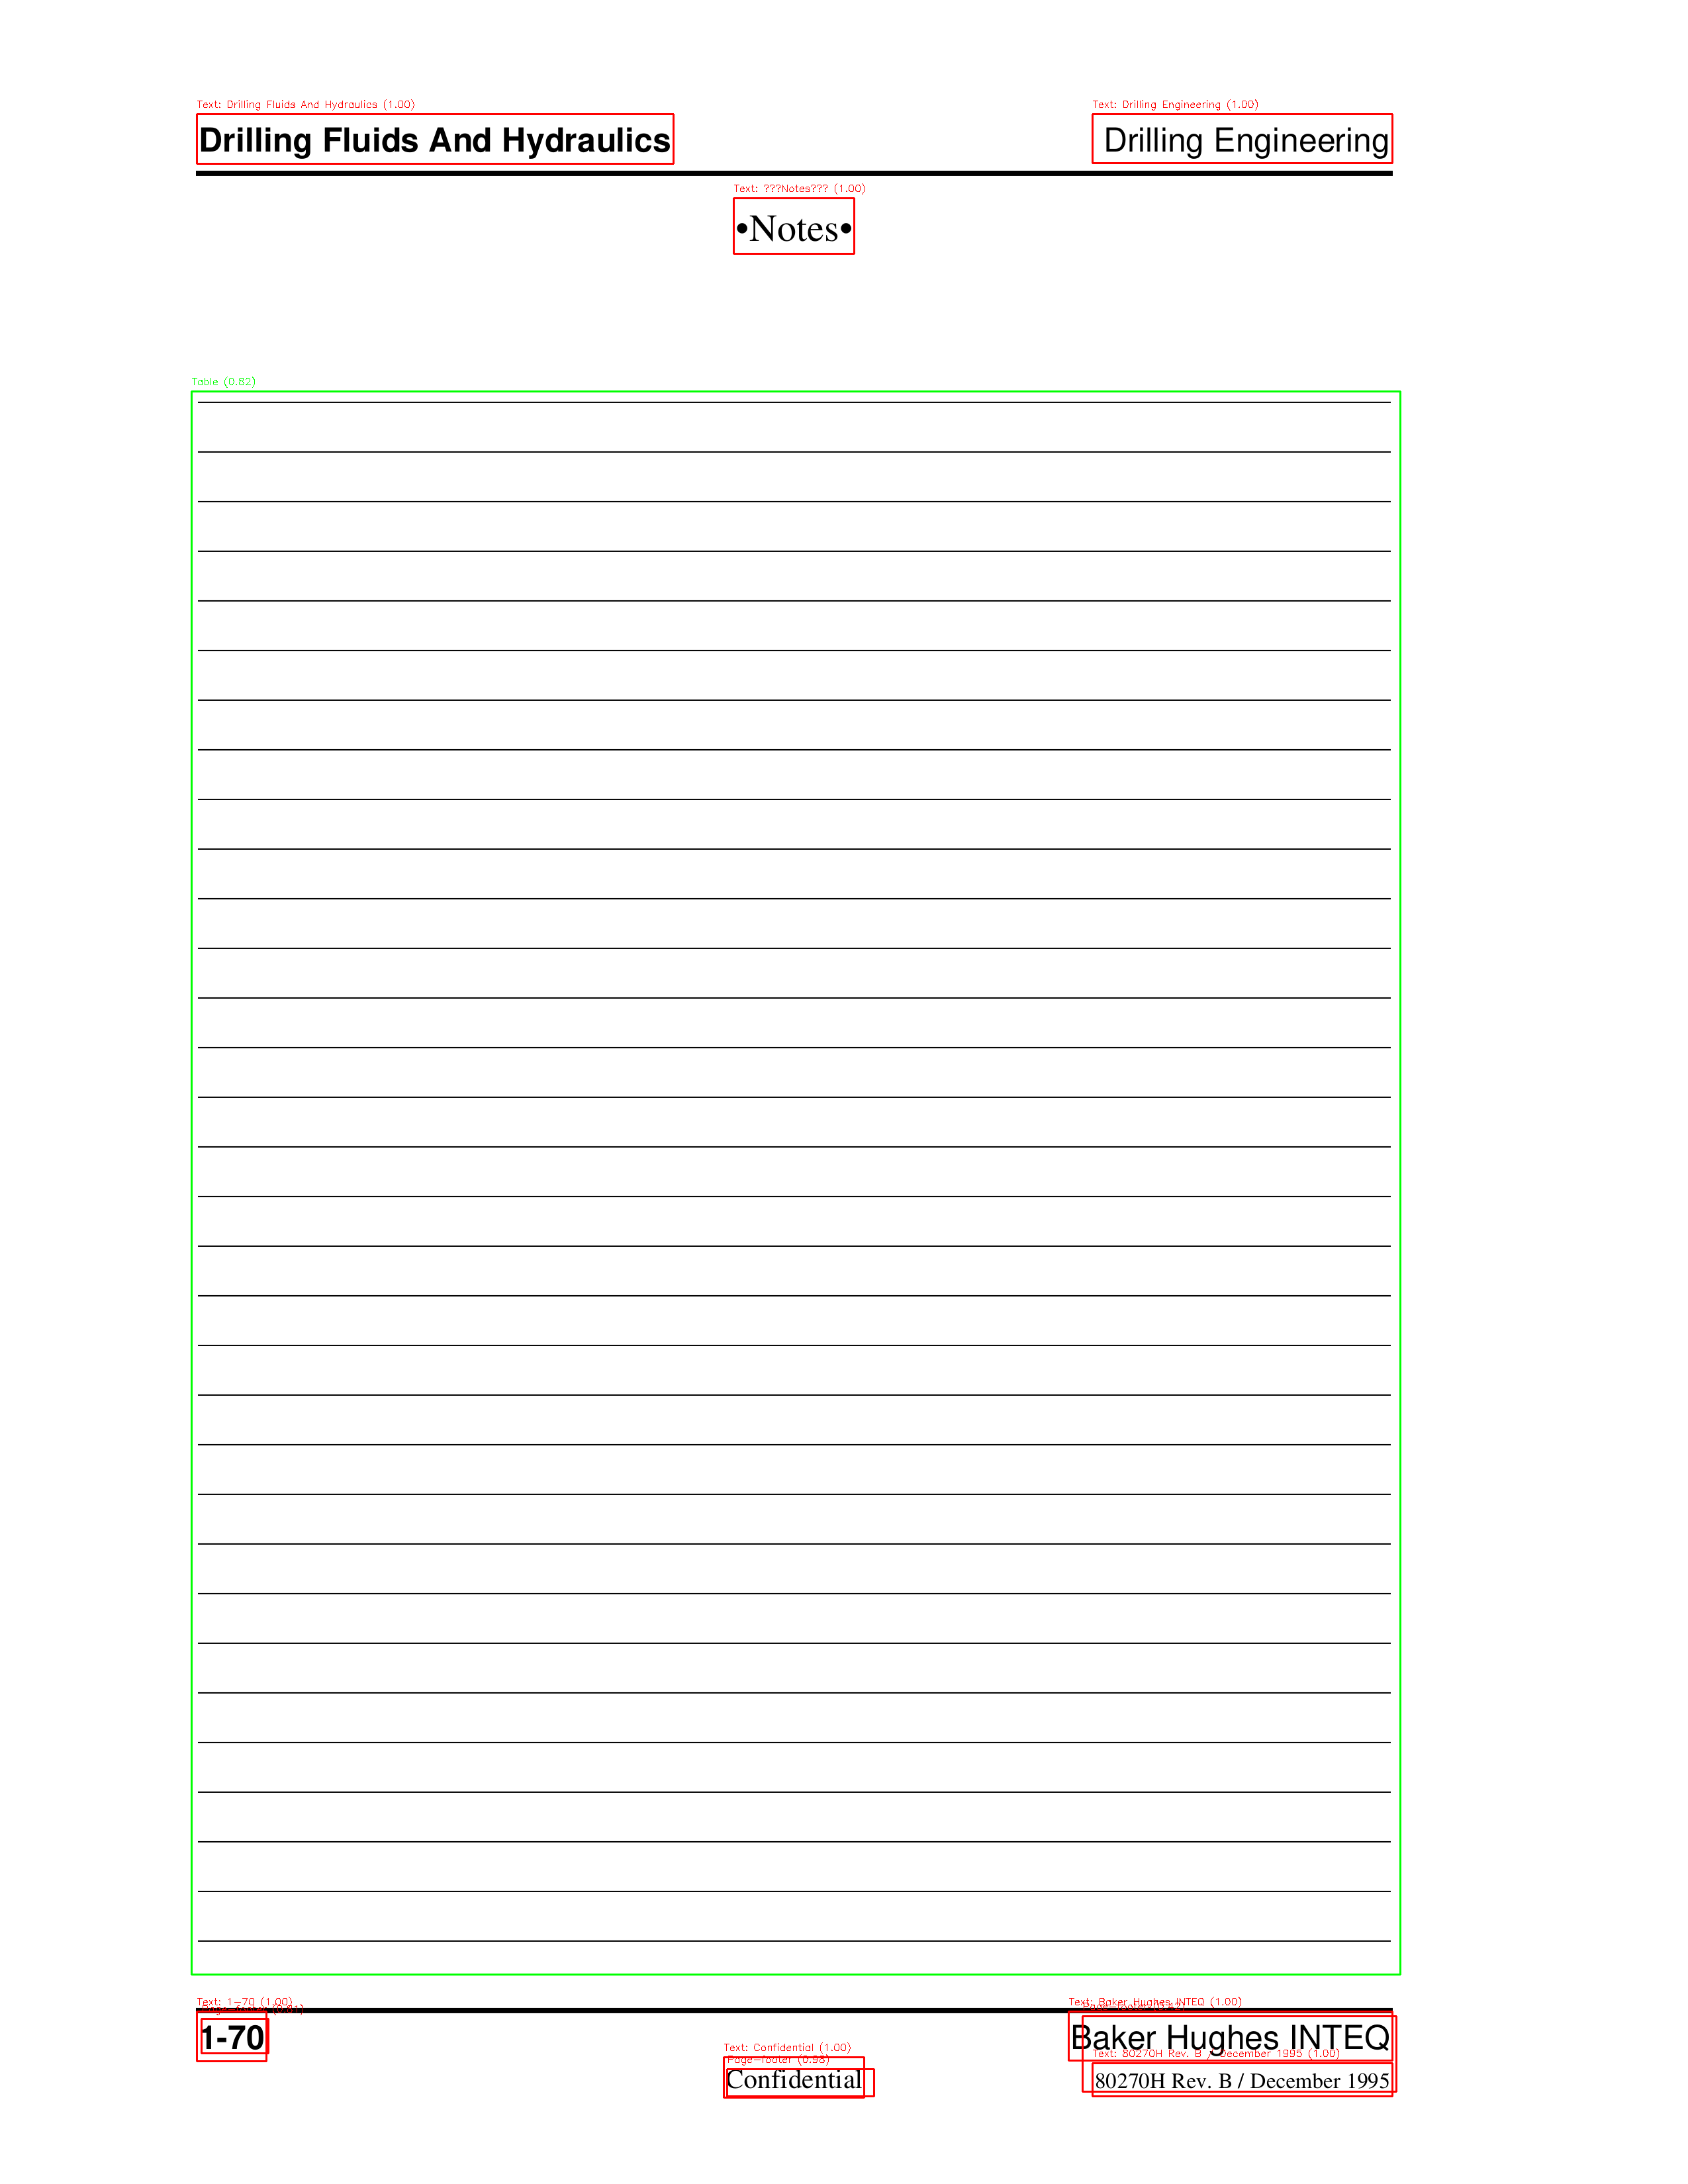 Text: Drilling Fluids And Hydraulics (1.00)
Text: Drilling Engineering (1.00)
Drilling Fluids And Hydraulics
Drilling Engineering
Text: ???Notes??? (1.00)
•Notes•
Table (0.82)
Text: 1-70 (1.00)
Text: Baker Hughes INTEQ (1.00)
1-70
Baker Hughes INTEQ
Text: Confidential (1.00)
Text: 80270H Rev. B / December 1995 (1.00)
Page-footer (0.98)
Confidential
80270H Rev. B / December 1995